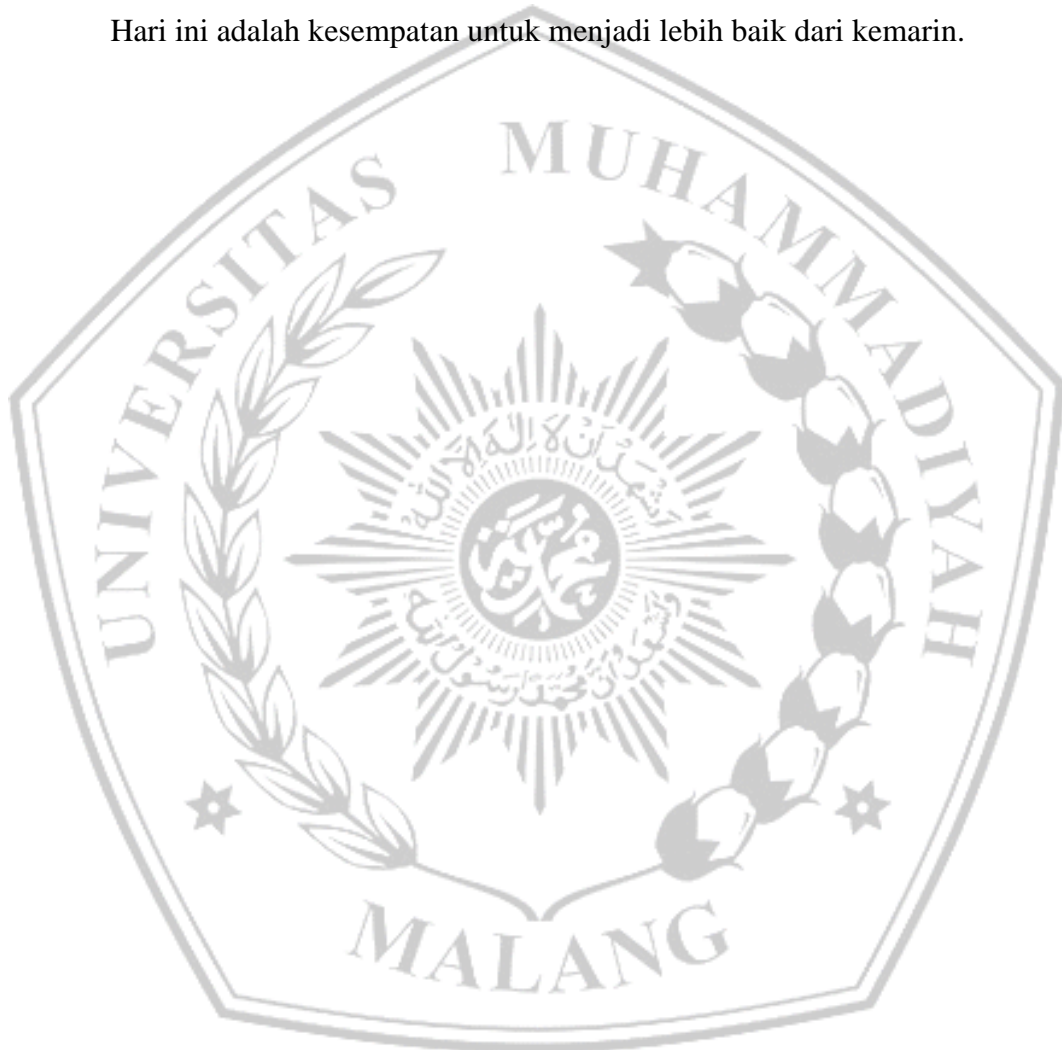 Hari ini adalah kesempatan untuk menjadi lebih baik dari kemarin.
UNIVERSITAS MUHAMMADIYAH
MALANG